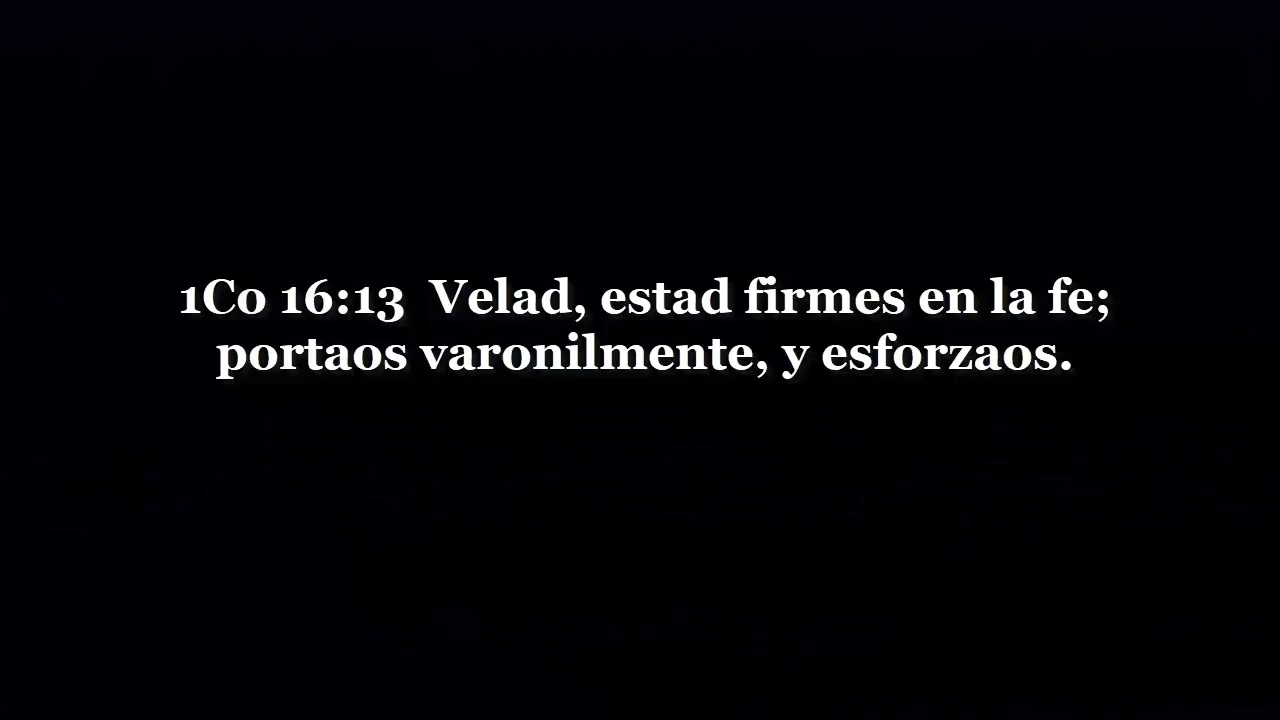 1Co 16:13  Velad, estad firmes en la fe;
portaos varonilmente, y esforzaos.